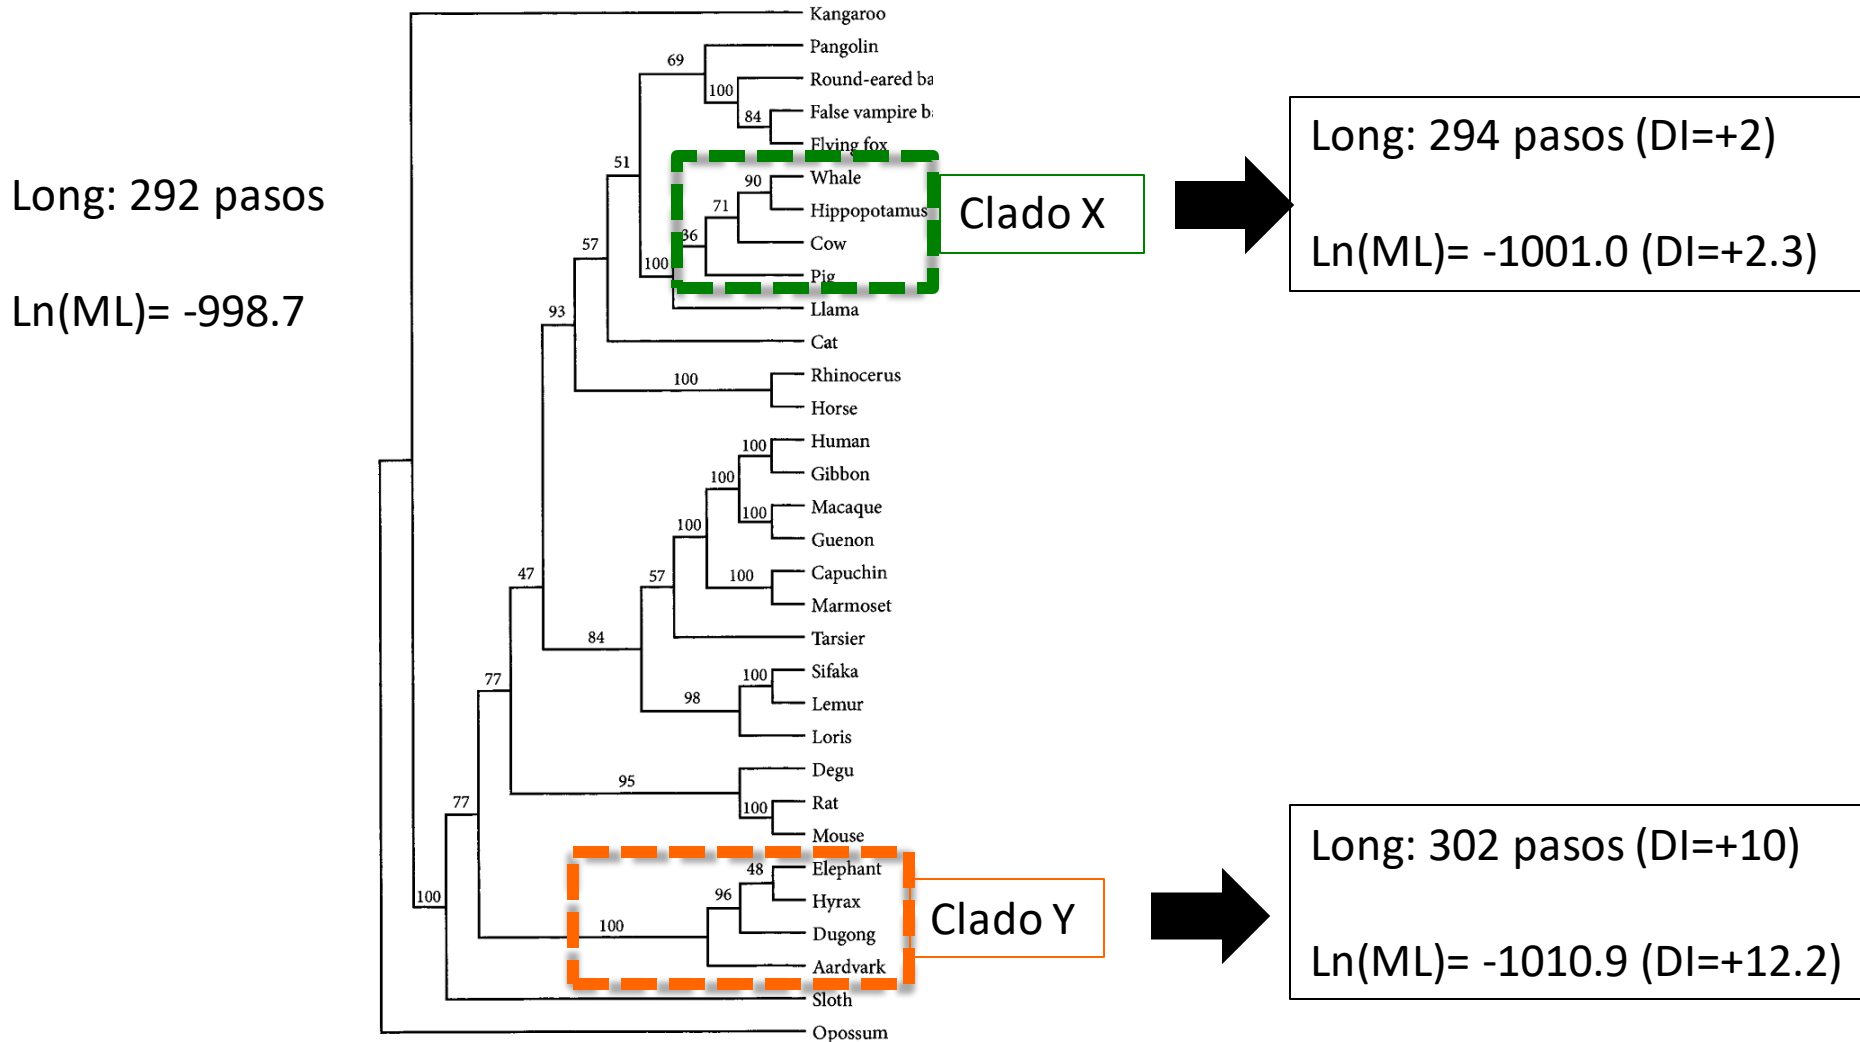 Long: 292 pasos
Ln(ML)= -998.7
Kangaroo
Pangolin
69
Round-eared ba
100
False vampire b
84
Flying fox
51
Whale
90
Hippopotamus
71
Cow
36
57
Pig
100
Llama
93
Cat
Rhinocerus
100
Horse
Human
100
Gibbon
100
Macaque
100
100
Guenon
Capuchin
47
57
100
Marmoset
84
Tarsier
Sifaka
100
77
Lemur
98
Loris
Degu
95
Rat
77
100
Mouse
Elephant
48
Hyrax
96
100
Dugong
100
Aardvark
Sloth
Opossum
Clado X
Long: 294 pasos (DI=+2)
Ln(ML)= -1001.0 (DI=+2.3)
Clado Y
Long: 302 pasos (DI=+10)
Ln(ML)= -1010.9 (DI=+12.2)